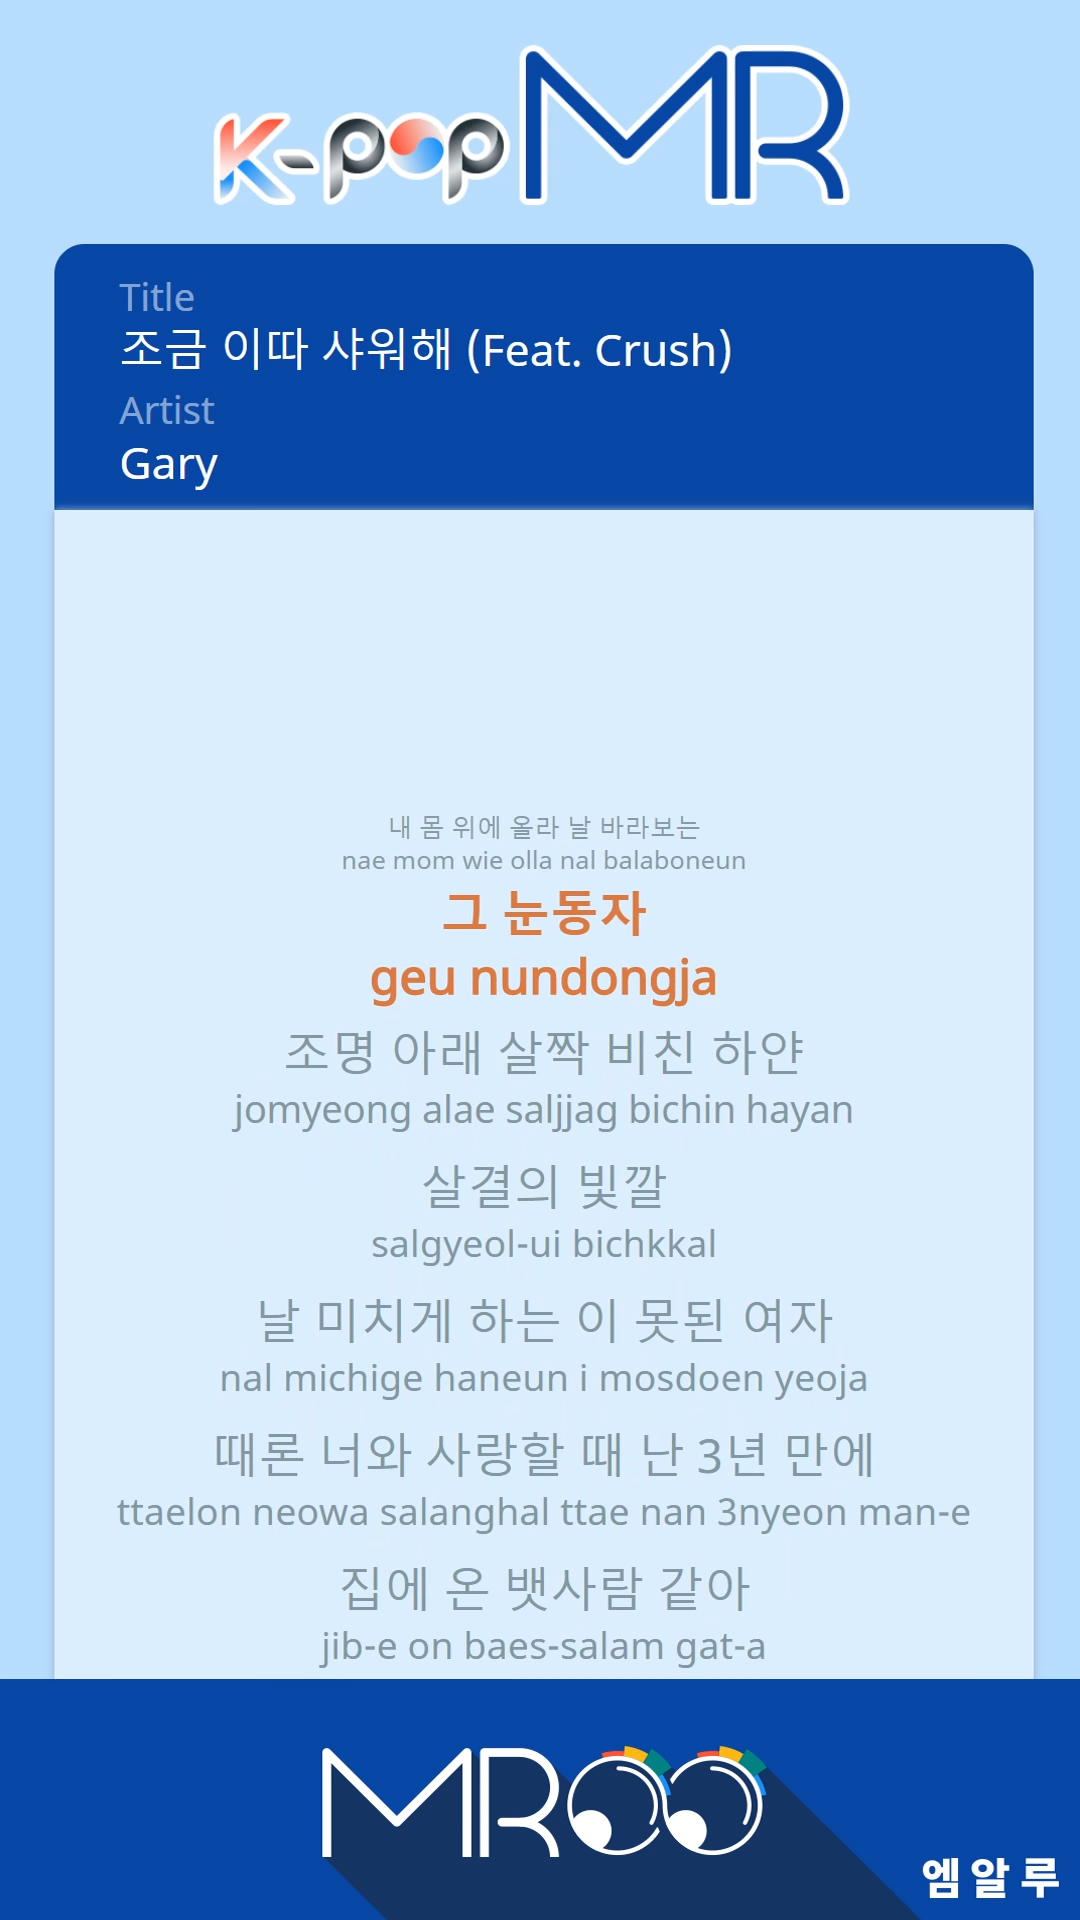 K-pop MR
Title
조금 이따 샤워해 (Feat. Crush)
Artist
Gary
내 몸 위에 올라 날 바라보는
nae mom wie olla nal balaboneun
그 눈동자
geu nundongja
조명 아래 살짝 비친 하얀
jomyeong alae saljjag bichin hayan
살결의 빛깔
salgyeol-ui bichkkal
날 미치게 하는 이 못된 여자
nal michige haneun i mosdoen yeoja
때론 너와 사랑할 때 난 3년 만에
ttaelon neowa salanghal ttae nan 3nyeon man-e
집에 온 뱃사람 같아
jib-e on baes-salam gat-a
MROO
엠알루